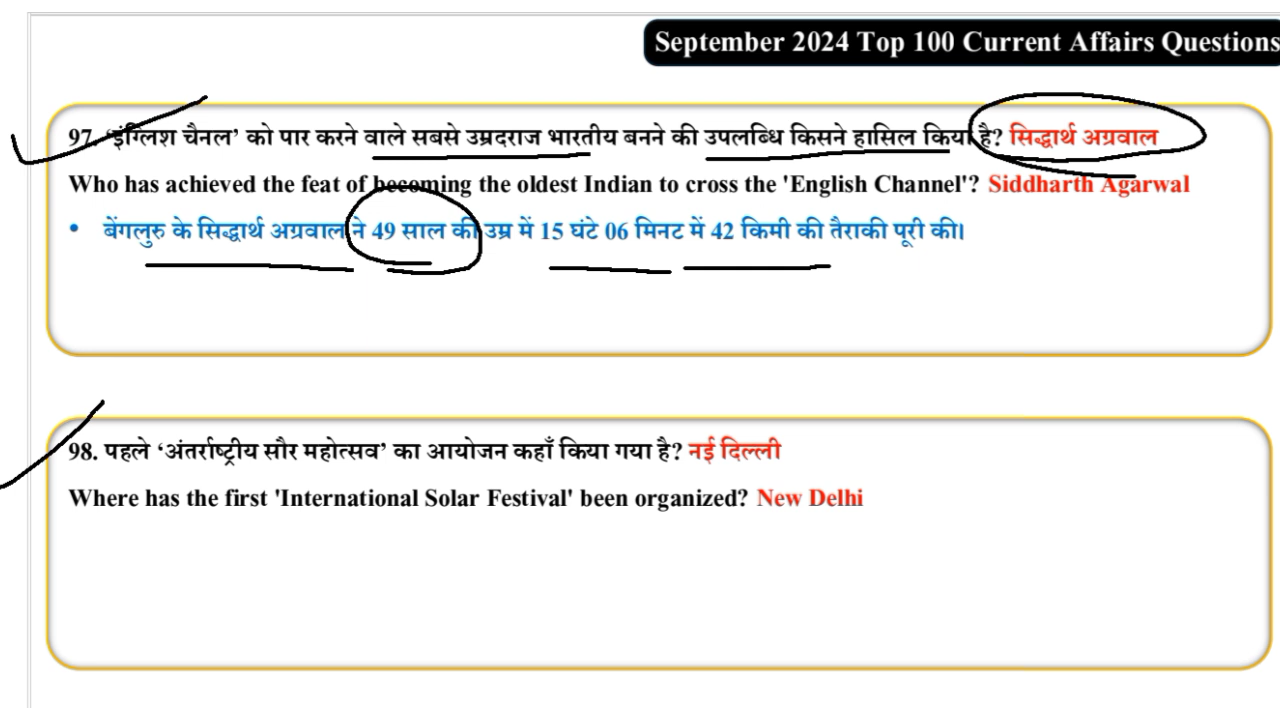 September 2024 Top 100 Current Affairs Questions
97. 'इंग्लिश चैनल' को पार करने वाले सबसे उम्रदराज भारतीय बनने की उपलब्धि किसने हासिल किया है? सिद्धार्थ अग्रवाल
Who has achieved the feat of becoming the oldest Indian to cross the 'English Channel'? Siddharth Agarwal
• बेंगलुरु के सिद्धार्थ अग्रवाल ने 49 साल की उम्र में 15 घंटे 06 मिनट में 42 किमी की तैराकी पूरी की।
98. पहले 'अंतर्राष्ट्रीय सौर महोत्सव' का आयोजन कहाँ किया गया है? नई दिल्ली
Where has the first 'International Solar Festival' been organized? New Delhi